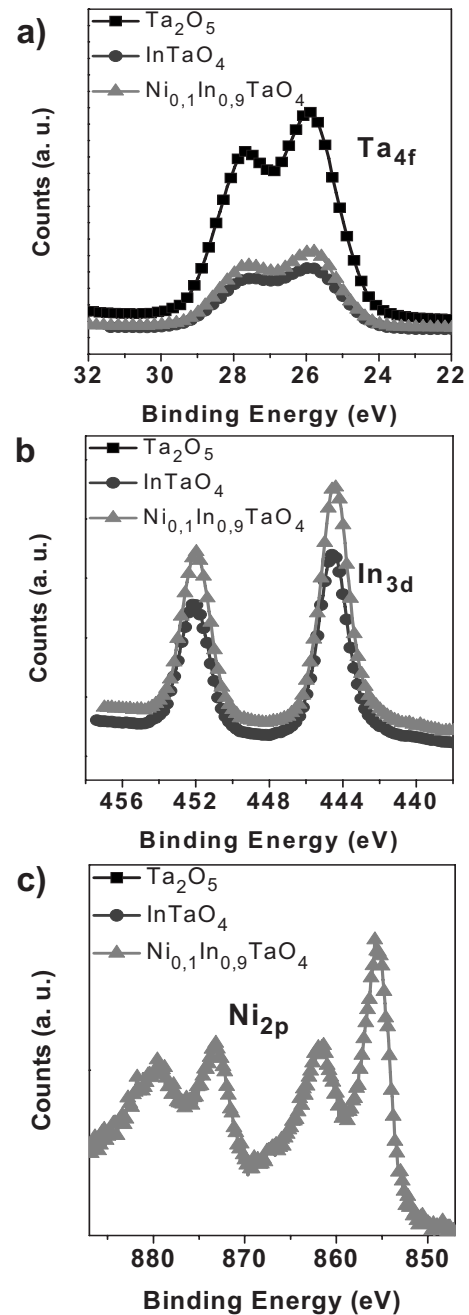 a)
Ta₂O₅
InTaO₄
Ni₀,₁In₀,₉TaO₄
Ta₄f
Counts (a. u.)
32 30 28 26 24 22
Binding Energy (eV)
b)
Ta₂O₅
InTaO₄
Ni₀,₁In₀,₉TaO₄
In₃d
Counts (a. u.)
456 452 448 444 440
Binding Energy (eV)
c)
Ta₂O₅
InTaO₄
Ni₀,₁In₀,₉TaO₄
Ni₂p
Counts (a. u.)
880 870 860 850
Binding Energy (eV)